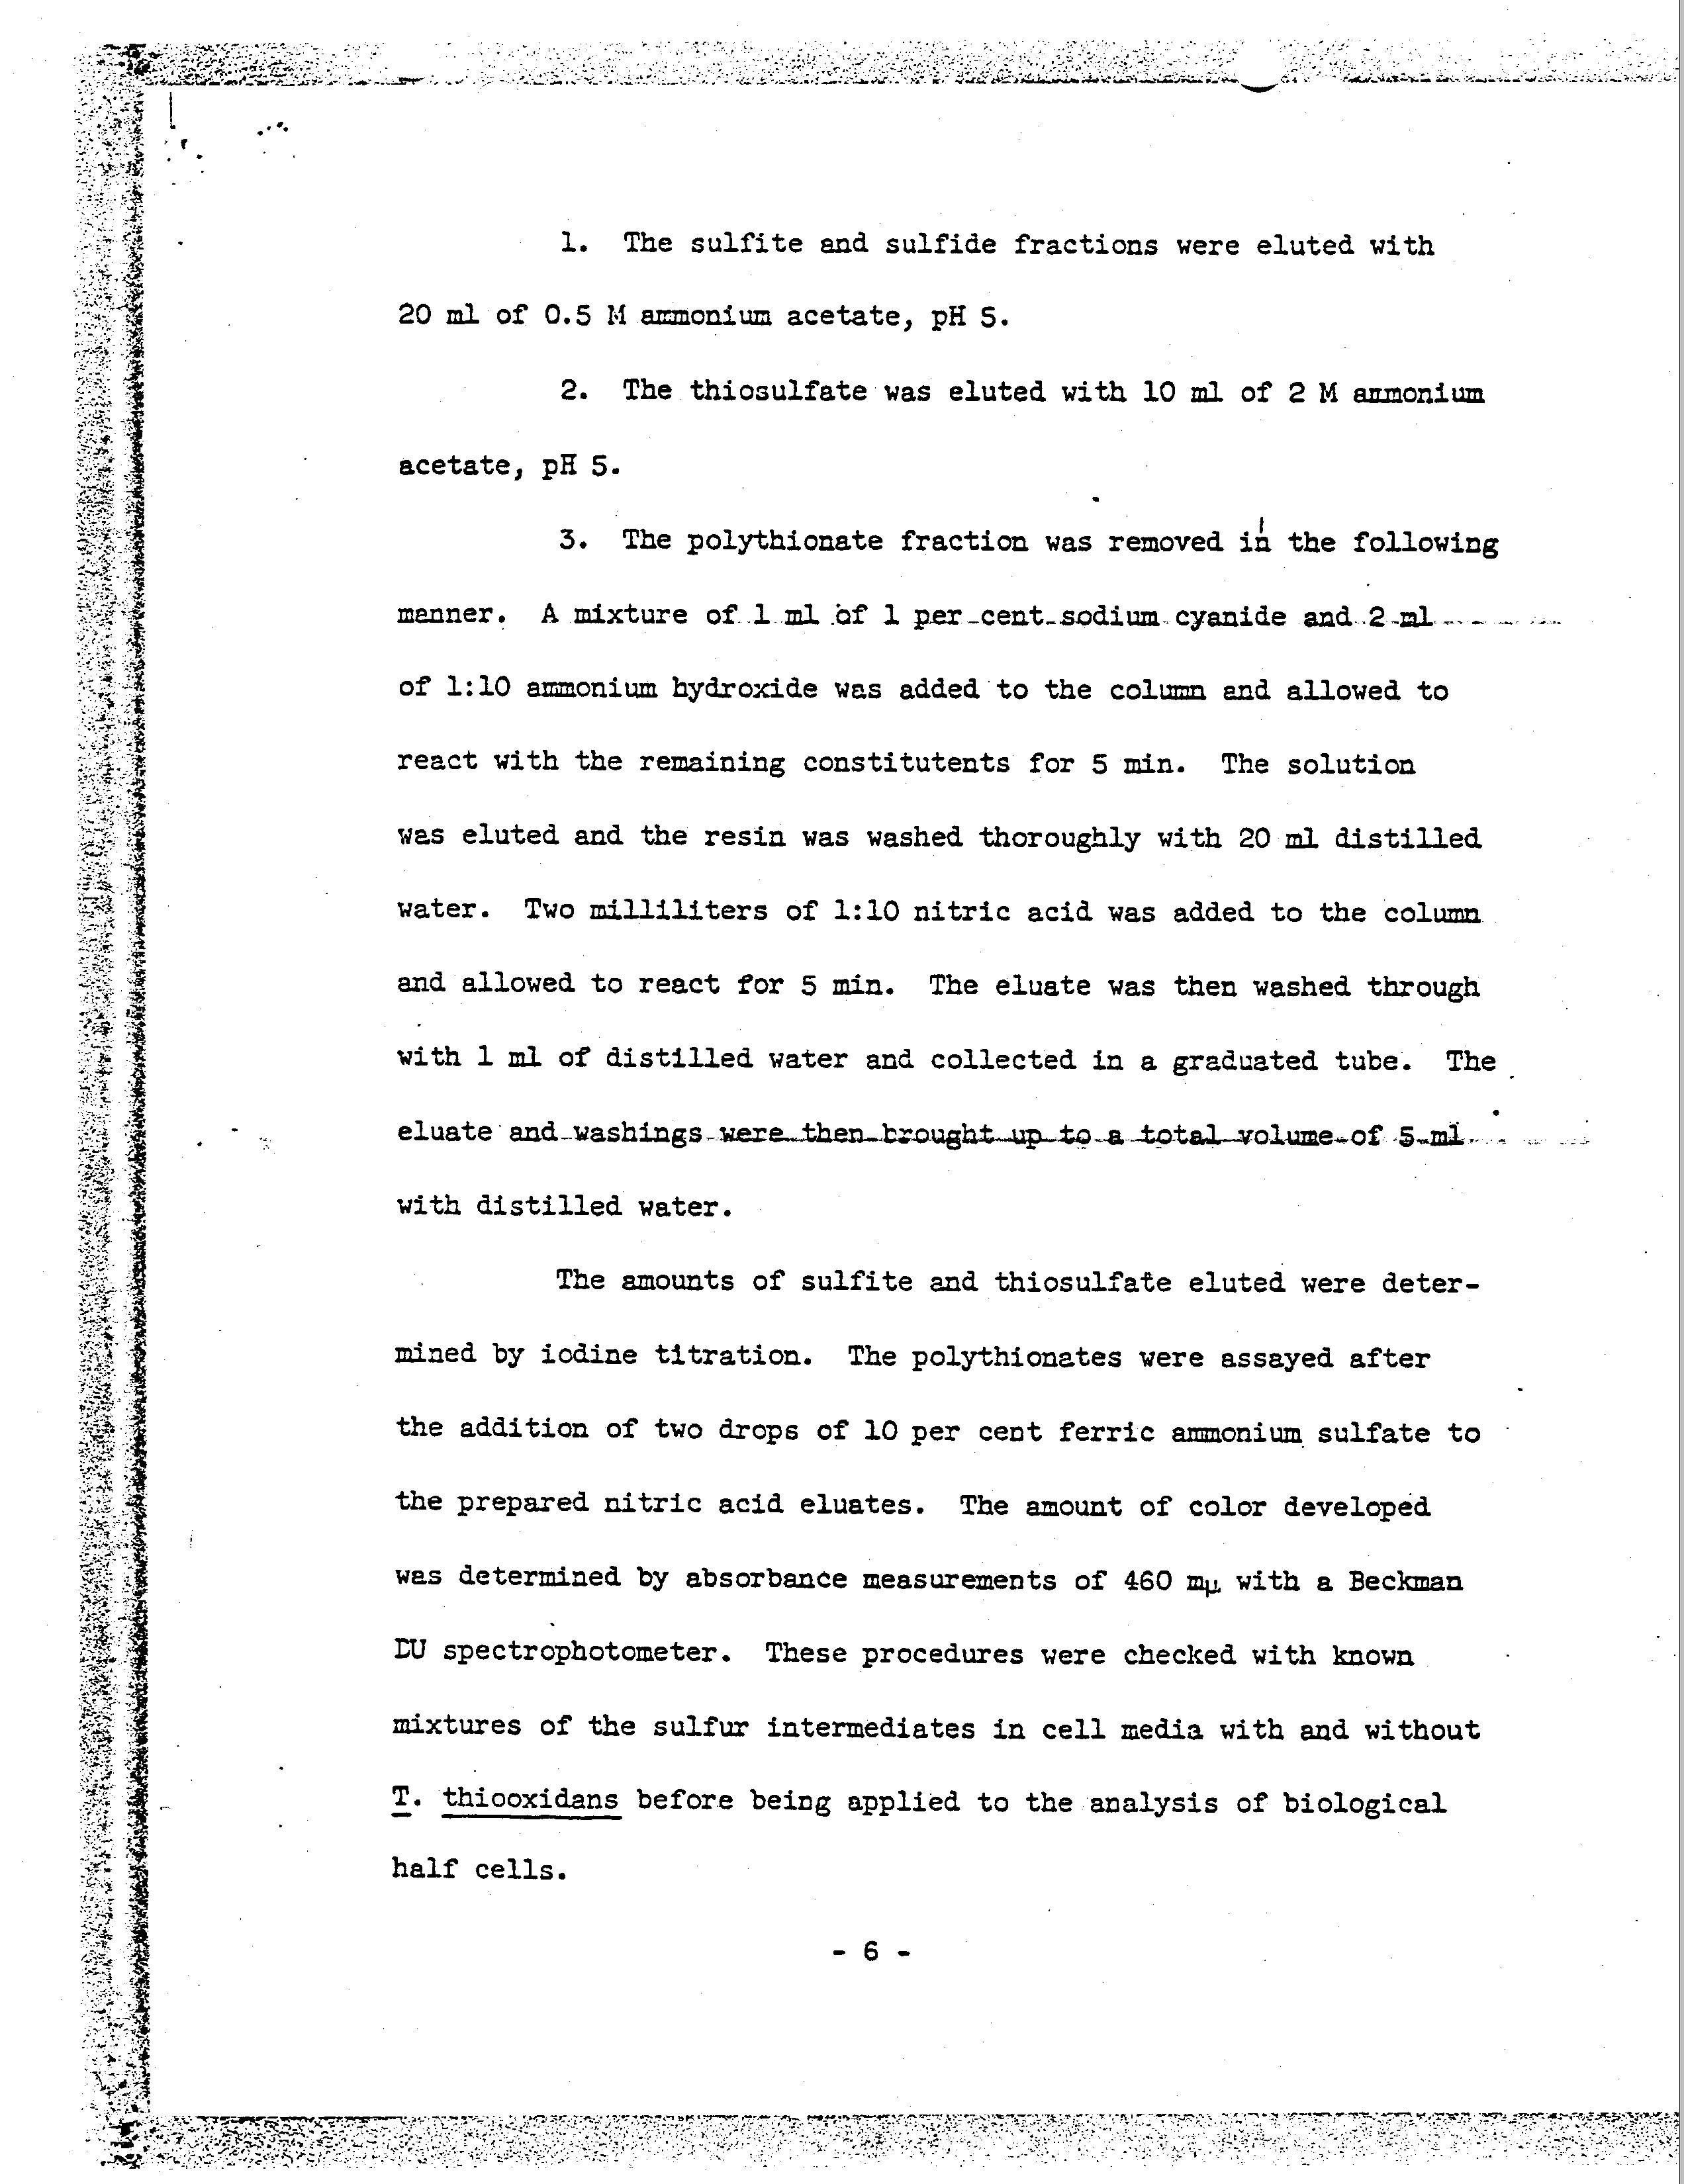 1. The sulfite and sulfide fractions were eluted with
20 ml of 0.5 M ammonium acetate, pH 5.
2. The thiosulfate was eluted with 10 ml of 2 M ammonium
acetate, pH 5.
3. The polythionate fraction was removed in the following
manner. A mixture of 1 ml of 1 per cent sodium cyanide and 2 ml
of 1:10 ammonium hydroxide was added to the column and allowed to
react with the remaining constitutents for 5 min. The solution
was eluted and the resin was washed thoroughly with 20 ml distilled
water. Two milliliters of 1:10 nitric acid was added to the column
and allowed to react for 5 min. The eluate was then washed through
with 1 ml of distilled water and collected in a graduated tube. The
eluate and washings were then brought up to a total volume of 5 ml
with distilled water.
The amounts of sulfite and thiosulfate eluted were deter-
mined by iodine titration. The polythionates were assayed after
the addition of two drops of 10 per cent ferric ammonium sulfate to
the prepared nitric acid eluates. The amount of color developed
was determined by absorbance measurements of 460 mμ with a Beckman
DU spectrophotometer. These procedures were checked with known
mixtures of the sulfur intermediates in cell media with and without
T. thiooxidans before being applied to the analysis of biological
half cells.
- 6 -